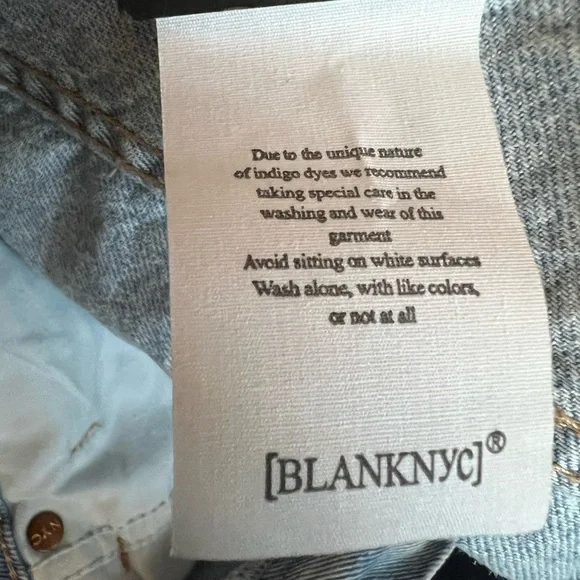 Due to the unique nature
of indigo dyes we recommend
taking special care in the
washing and wear of this
garment
Avoid sitting on white surfaces
Wash alone, with like colors,
or not at all
[BLANKNYC]®
NYC